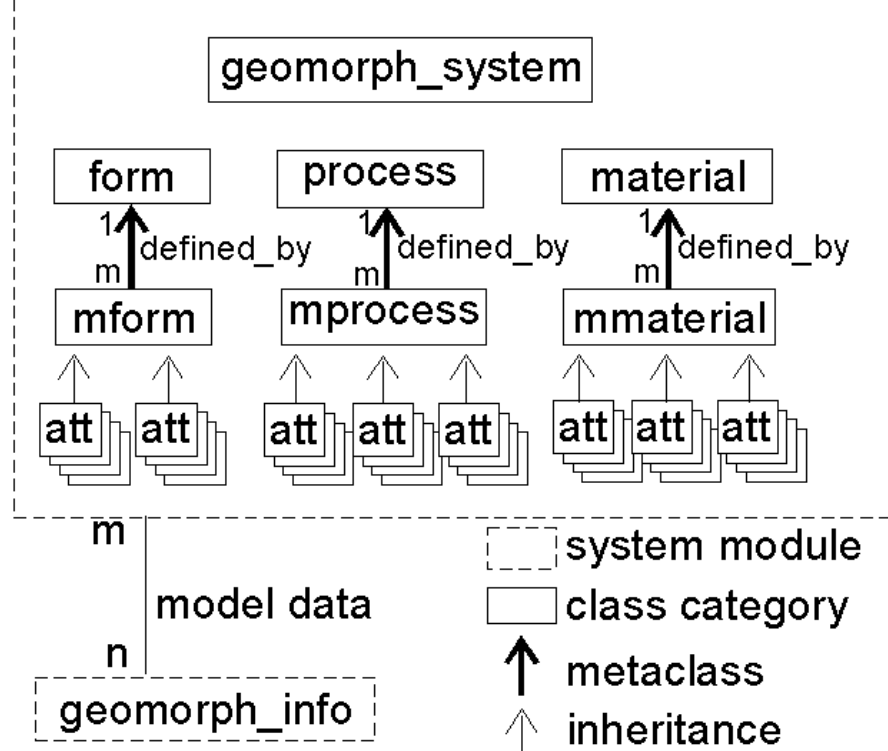 geomorph_system
form process material
1 1 1
defined_by defined_by defined_by
m m m
mform mprocess mmaterial
att att att att att att att att
m
system module
model data
class category
n
metaclass
geomorph_info
inheritance